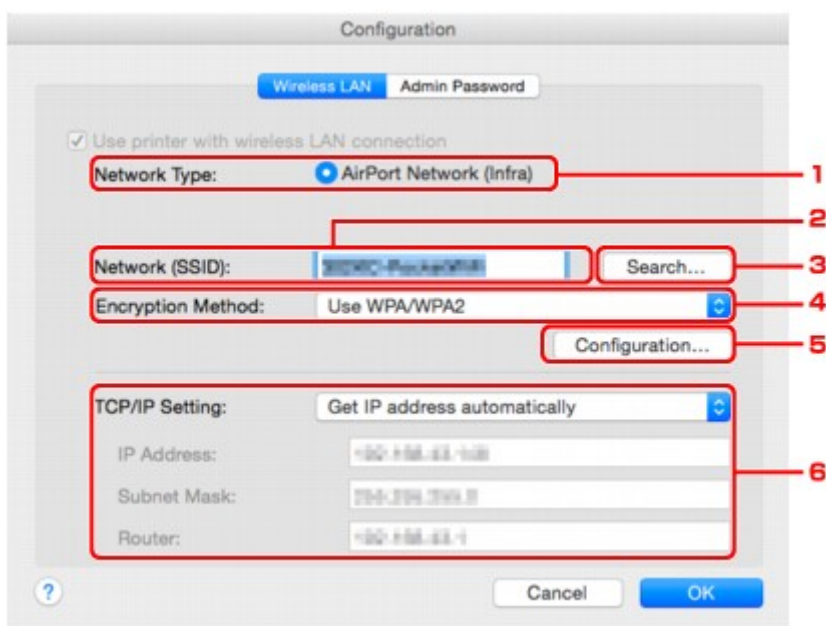 Configuration
Wireless LAN Admin Password
Use printer with wireless LAN connection
Network Type: AirPort Network (Infra) 1
2
Network (SSID): Search... 3
Encryption Method: Use WPA/WPA2 4
Configuration... 5
TCP/IP Setting: Get IP address automatically
IP Address:
6
Subnet Mask:
Router:
? Cancel OK